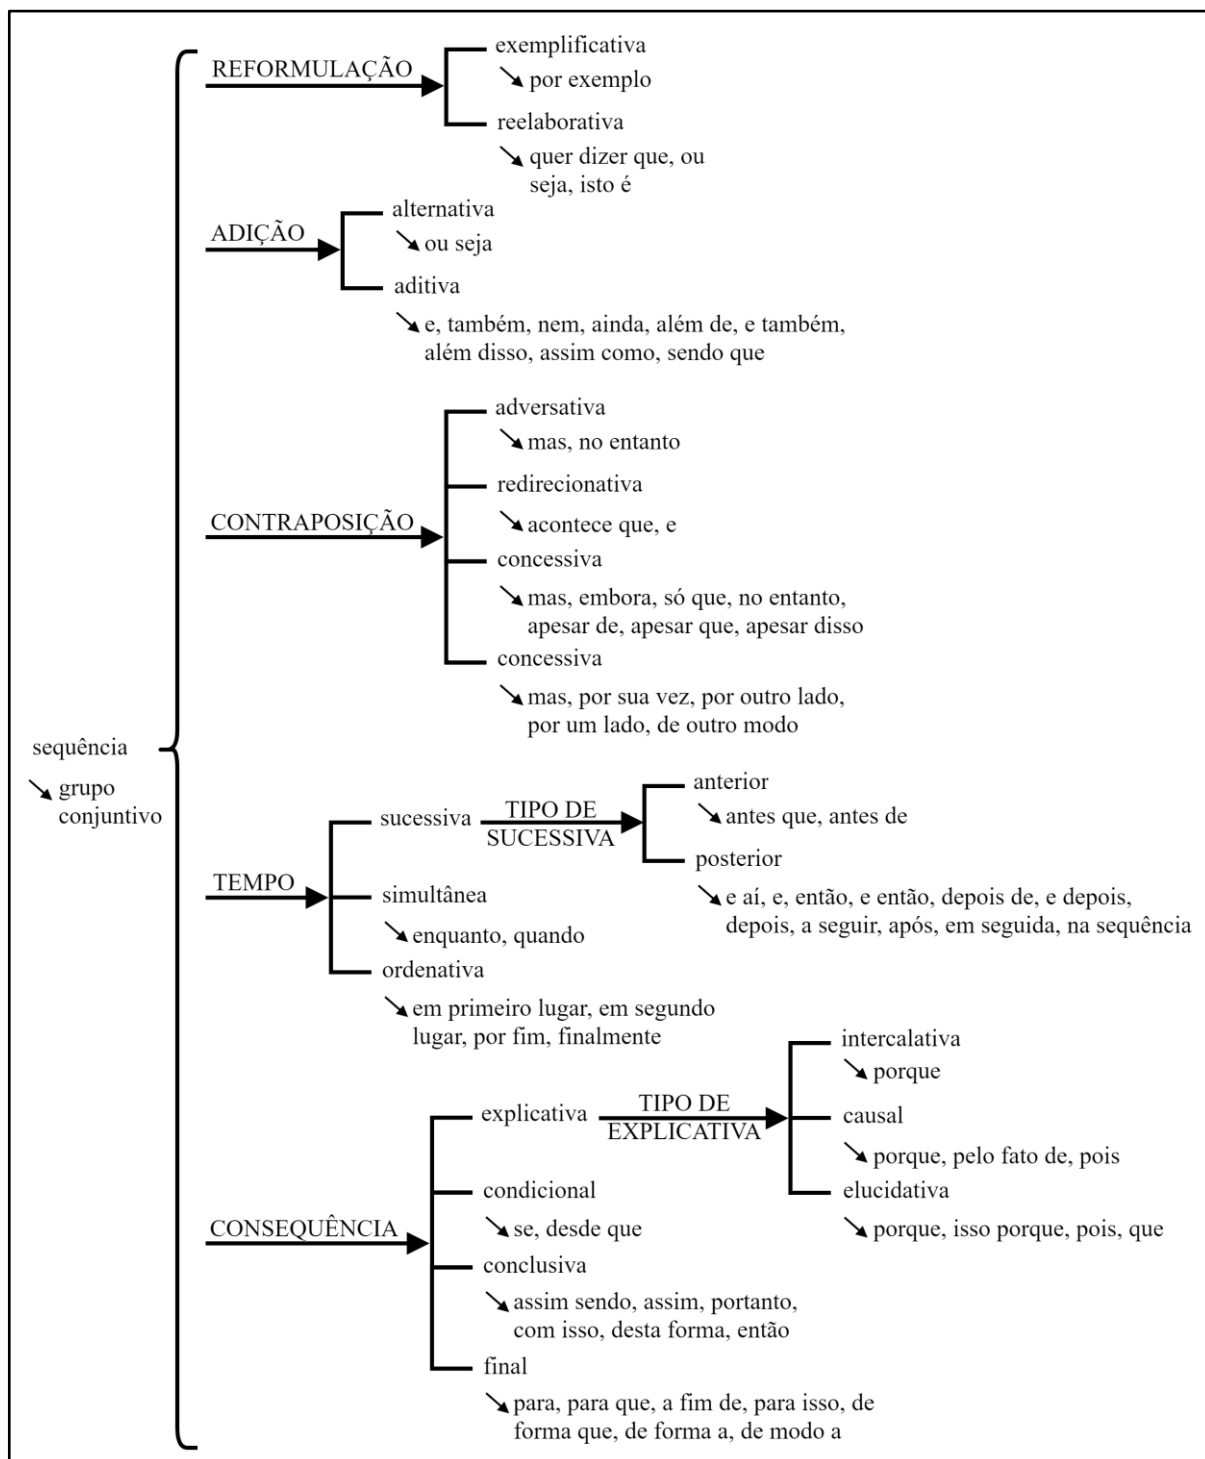 REFORMULAÇÃO
exemplificativa
por exemplo
reelaborativa
quer dizer que, ou
seja, isto é
ADIÇÃO
alternativa
ou seja
aditiva
e, também, nem, ainda, além de, e também,
além disso, assim como, sendo que
CONTRAPOSIÇÃO
adversativa
mas, no entanto
redirecionativa
acontece que, e
concessiva
mas, embora, só que, no entanto,
apesar de, apesar que, apesar disso
concessiva
mas, por sua vez, por outro lado,
por um lado, de outro modo
sequência
grupo
conjuntivo
TEMPO
sucessiva
TIPO DE
SUCESSIVA
anterior
antes que, antes de
posterior
e aí, e, então, e então, depois de, e depois,
depois, a seguir, após, em seguida, na sequência
simultânea
enquanto, quando
ordenativa
em primeiro lugar, em segundo
lugar, por fim, finalmente
CONSEQUÊNCIA
explicativa
TIPO DE
EXPLICATIVA
intercalativa
porque
causal
porque, pelo fato de, pois
elucidativa
porque, isso porque, pois, que
condicional
se, desde que
conclusiva
assim sendo, assim, portanto,
com isso, desta forma, então
final
para, para que, a fim de, para isso, de
forma que, de forma a, de modo a